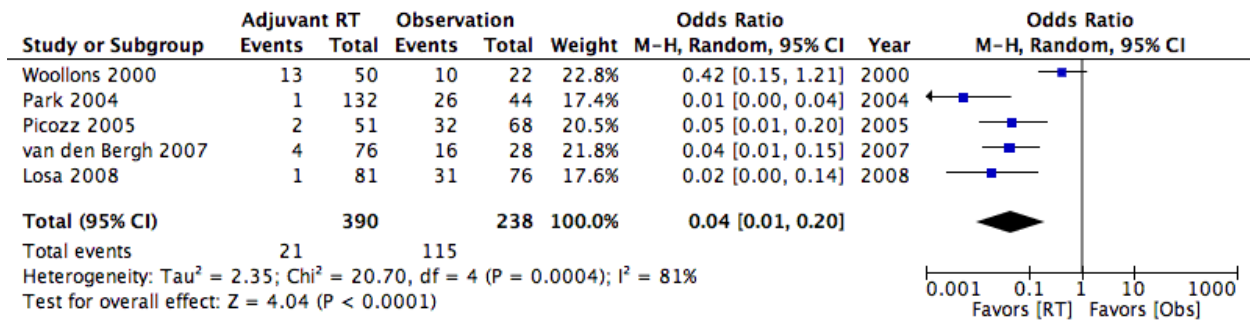 Adjuvant RT Observation Odds Ratio Odds Ratio
Study or Subgroup Events Total Events Total Weight M-H, Random, 95% CI Year M-H, Random, 95% CI
Woollons 2000 13 50 10 22 22.8% 0.42 [0.15, 1.21] 2000
Park 2004 1 132 26 44 17.4% 0.01 [0.00, 0.04] 2004
Picozz 2005 2 51 32 68 20.5% 0.05 [0.01, 0.20] 2005
van den Bergh 2007 4 76 16 28 21.8% 0.04 [0.01, 0.15] 2007
Losa 2008 1 81 31 76 17.6% 0.02 [0.00, 0.14] 2008
Total (95% CI) 390 238 100.0% 0.04 [0.01, 0.20]
Total events 21 115
Heterogeneity: Tau² = 2.35; Chi² = 20.70, df = 4 (P = 0.0004); I² = 81%
Test for overall effect: Z = 4.04 (P < 0.0001)
0.001 0.1 1 10 1000
Favors [RT] Favors [Obs]